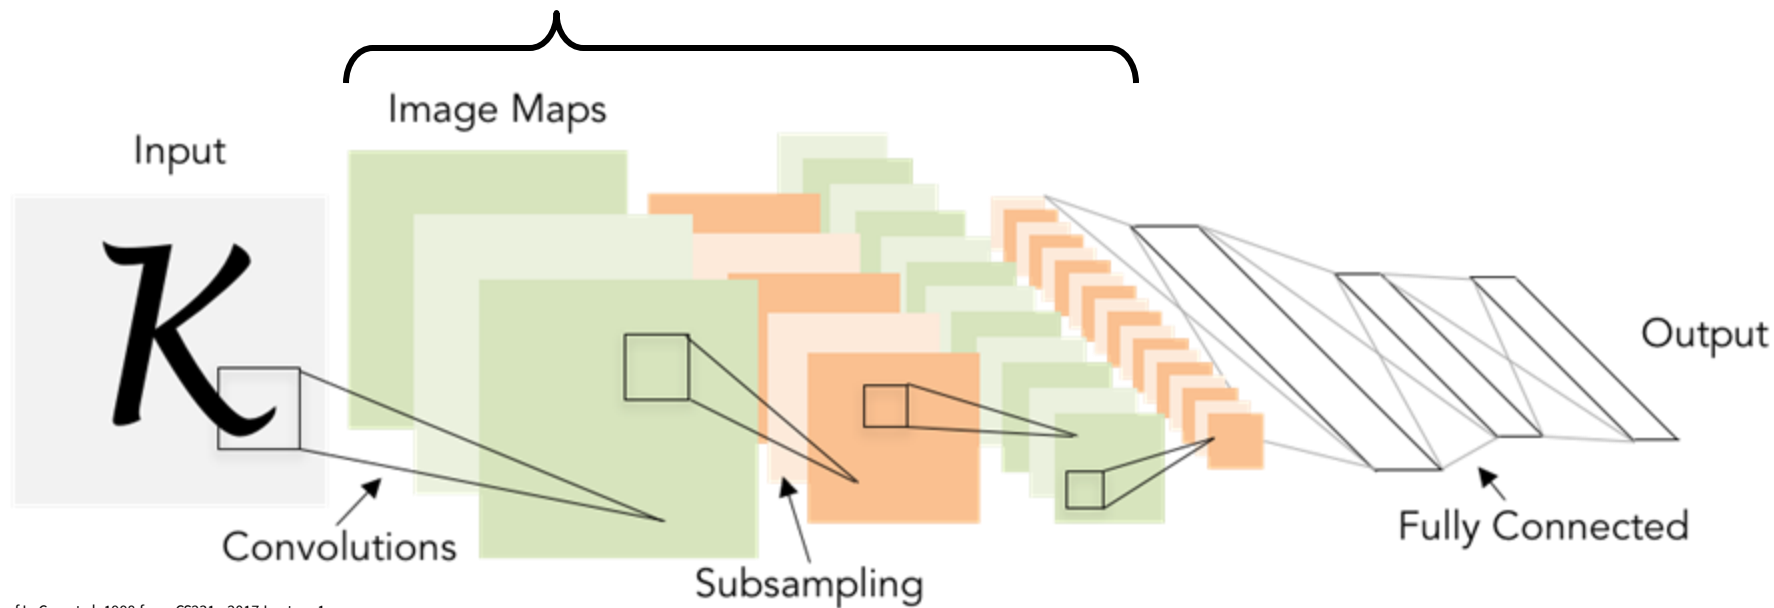 Image Maps
Input
K
Output
Convolutions
Subsampling
Fully Connected